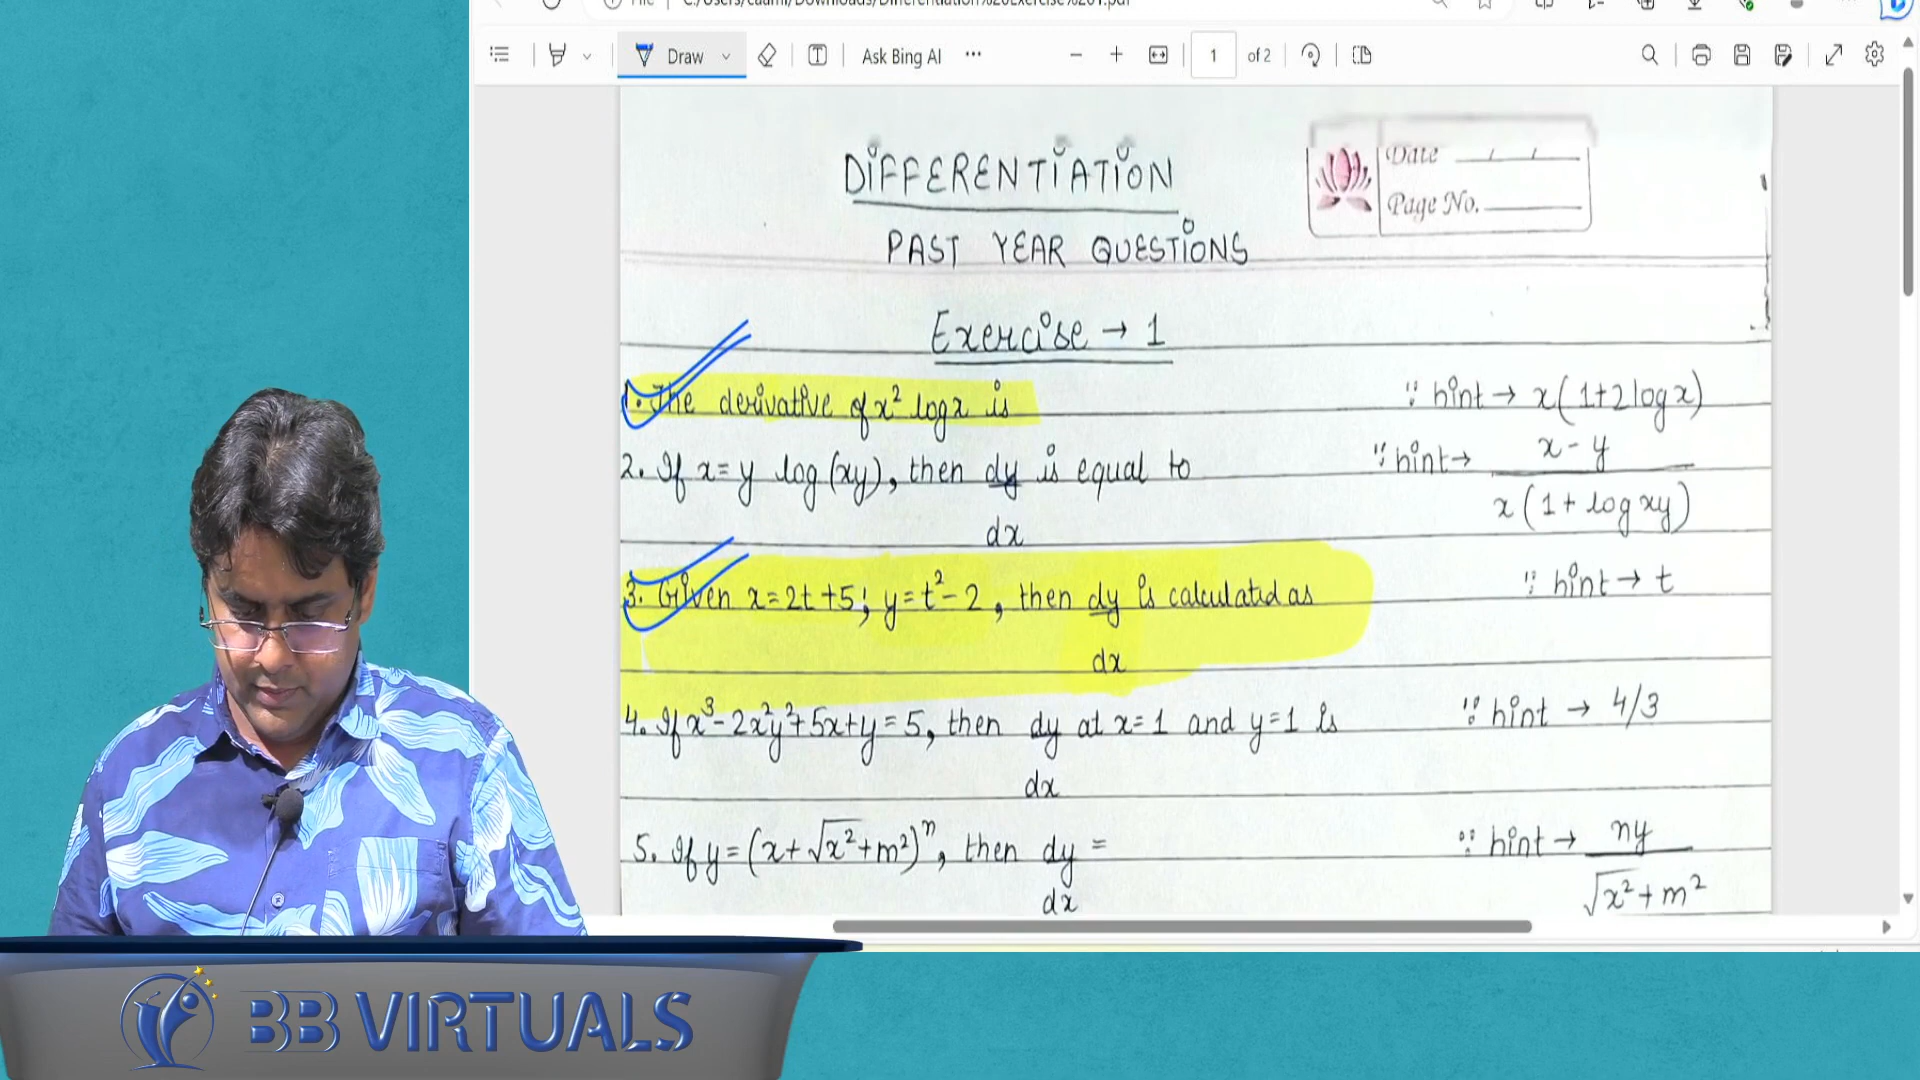 Draw
Ask Bing AI
1
of 2
Date
Page No.
DIFFERENTIATION
PAST YEAR QUESTIONS
Exercise → 1
1. The derivative of x² log x is ∵ hint → x(1+2logx)
2. If x = y log (xy), then dy/dx is equal to ∵ hint → x-y / x(1+log xy)
3. Given x=2t+5; y=t²-2, then dy/dx is calculated as ∵ hint → t
4. If x³-2x²y²+5x+y=5, then dy/dx at x=1 and y=1 is ∵ hint → 4/3
5. If y=(x+√x²+m²)ⁿ, then dy/dx = ∵ hint → ny/√x²+m²
BB VIRTUALS